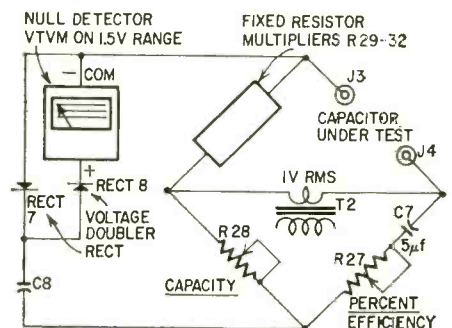 NULL DETECTOR
VTVM ON 1.5V RANGE
FIXED RESISTOR
MULTIPLIERS R29-32
— COM
J3
CAPACITOR
UNDER TEST
J4
+
RECT 8
RECT
7
VOLTAGE
DOUBLER
RECT
1V RMS
T2
C7
5µf
R28
R27
C8
CAPACITY
PERCENT
EFFICIENCY